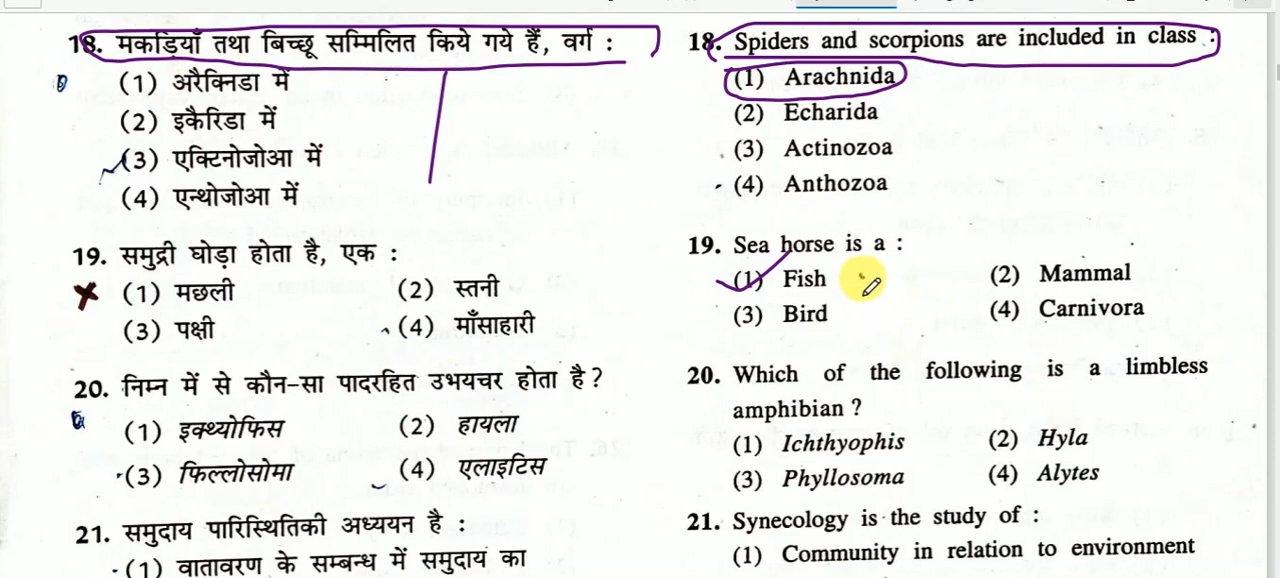 18. मकड़ियाँ तथा बिच्छू सम्मिलित किये गये हैं, वर्ग :
(1) अरैक्निडा में
(2) इकैरिडा में
(3) एक्टिनोजोआ में
(4) एन्थोजोआ में
19. समुद्री घोड़ा होता है, एक :
(1) मछली (2) स्तनी
(3) पक्षी (4) माँसाहारी
20. निम्न में से कौन-सा पादरहित उभयचर होता है ?
(1) इक्थ्योफिस (2) हायला
(3) फिल्लोसोमा (4) एलाइटिस
21. समुदाय पारिस्थितिकी अध्ययन है :
(1) वातावरण के सम्बन्ध में समुदाय का
18. Spiders and scorpions are included in class :
(1) Arachnida
(2) Echarida
(3) Actinozoa
(4) Anthozoa
19. Sea horse is a :
(1) Fish (2) Mammal
(3) Bird (4) Carnivora
20. Which of the following is a limbless
amphibian ?
(1) Ichthyophis (2) Hyla
(3) Phyllosoma (4) Alytes
21. Synecology is the study of :
(1) Community in relation to environment